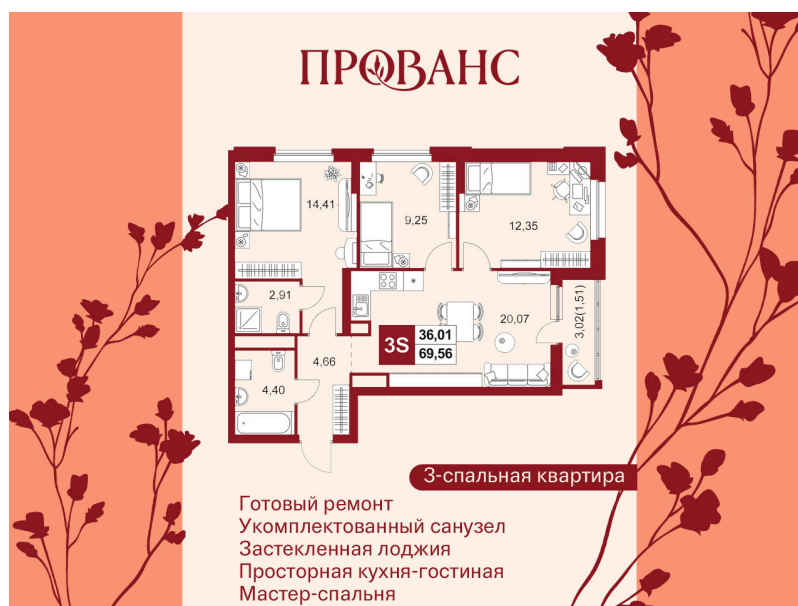 ПРОВАНС
14,41
9,25
12,35
2,91
20,07
3,02(1,51)
3S
36,01
69,56
4,66
4,40
3-спальная квартира
Готовый ремонт
Укомплектованный санузел
Застекленная лоджия
Просторная кухня-гостиная
Мастер-спальня